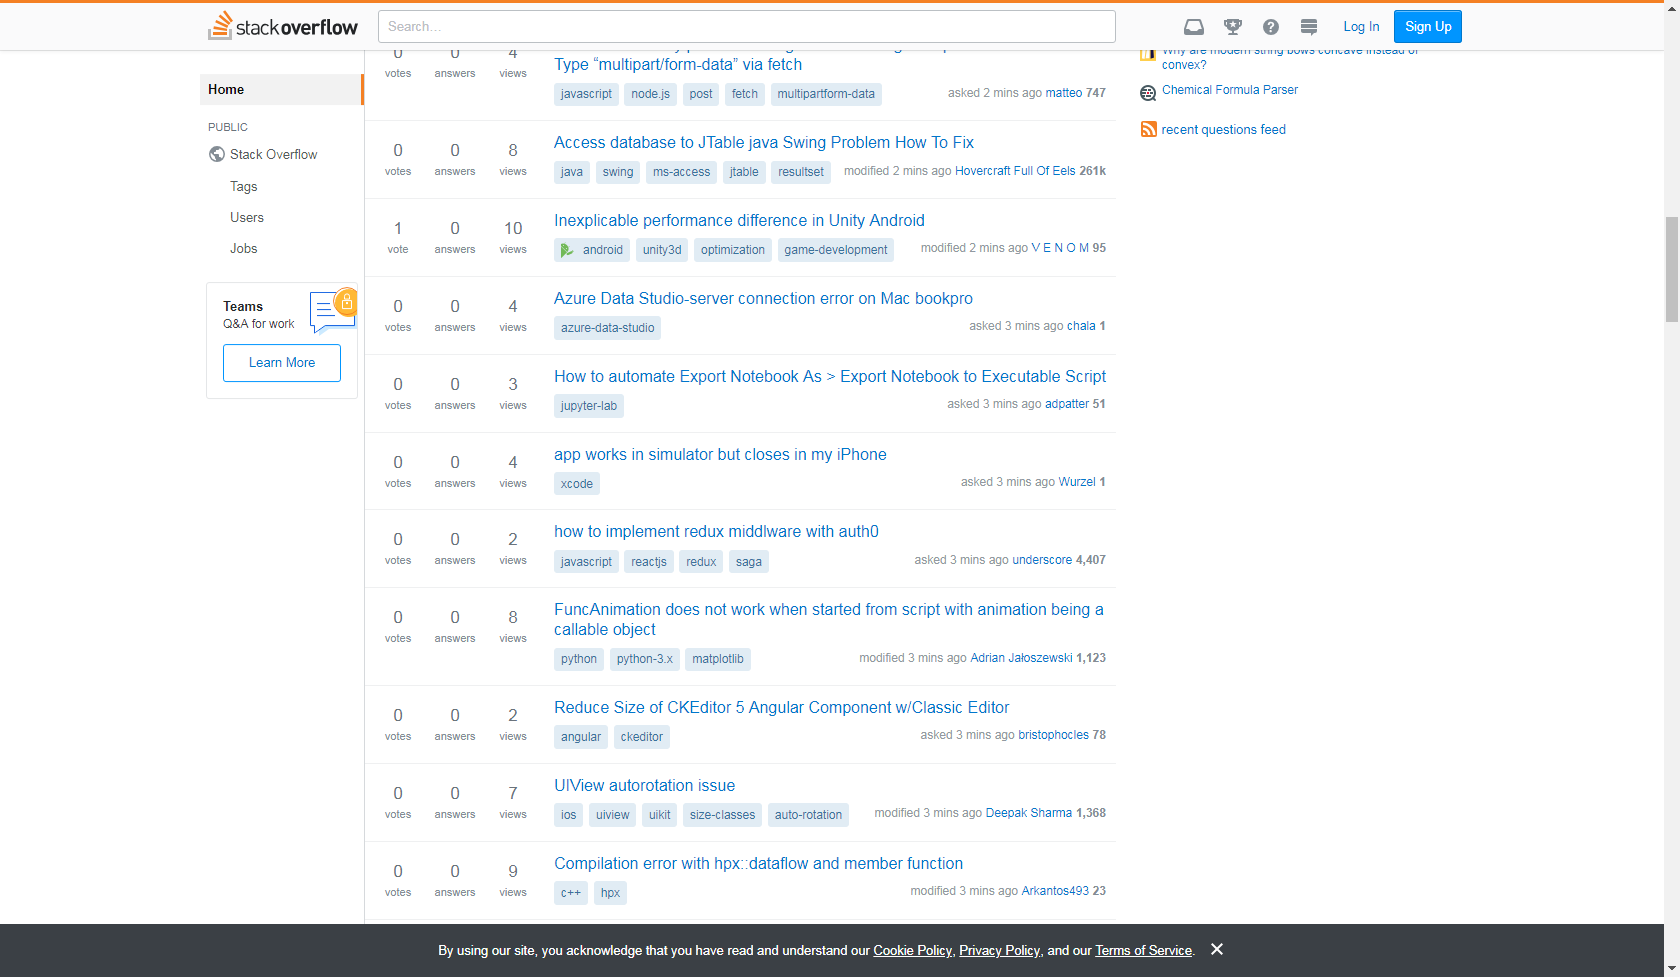 stackoverflow
Search…
Log In
Sign Up
Home
PUBLIC
Stack Overflow
Tags
Users
Jobs
Teams
Q&A for work
Learn More
0 0 4
votes answers views
Type “multipart/form-data” via fetch
javascript node.js post fetch multipartform-data
asked 2 mins ago matteo 747
0 0 8
votes answers views
Access database to JTable java Swing Problem How To Fix
java swing ms-access jtable resultset
modified 2 mins ago Hovercraft Full Of Eels 261k
1 0 10
vote answers views
Inexplicable performance difference in Unity Android
android unity3d optimization game-development
modified 2 mins ago V E N O M 95
0 0 4
votes answers views
Azure Data Studio-server connection error on Mac bookpro
azure-data-studio
asked 3 mins ago chala 1
0 0 3
votes answers views
How to automate Export Notebook As > Export Notebook to Executable Script
jupyter-lab
asked 3 mins ago adpatter 51
0 0 4
votes answers views
app works in simulator but closes in my iPhone
xcode
asked 3 mins ago Wurzel 1
0 0 2
votes answers views
how to implement redux middlware with auth0
javascript reactjs redux saga
asked 3 mins ago underscore 4,407
0 0 8
votes answers views
FuncAnimation does not work when started from script with animation being a
callable object
python python-3.x matplotlib
modified 3 mins ago Adrian Jałoszewski 1,123
0 0 2
votes answers views
Reduce Size of CKEditor 5 Angular Component w/Classic Editor
angular ckeditor
asked 3 mins ago bristophocles 78
0 0 7
votes answers views
UIView autorotation issue
ios uiview uikit size-classes auto-rotation
modified 3 mins ago Deepak Sharma 1,368
0 0 9
votes answers views
Compilation error with hpx::dataflow and member function
c++ hpx
modified 3 mins ago Arkantos493 23
Why are modern string bows concave instead of
convex?
Chemical Formula Parser
recent questions feed
By using our site, you acknowledge that you have read and understand our Cookie Policy, Privacy Policy, and our Terms of Service.